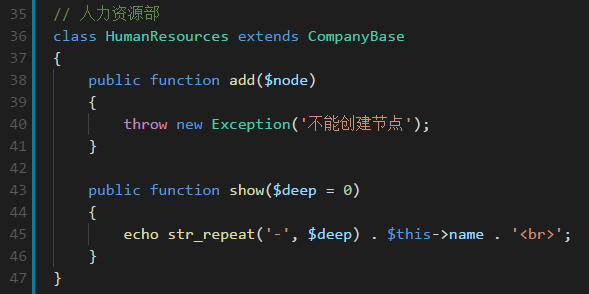 35 // 人力资源部
36 class HumanResources extends CompanyBase
37 {
38 public function add($node)
39 {
40 throw new Exception('不能创建节点');
41 }
42
43 public function show($deep = 0)
44 {
45 echo str_repeat('-', $deep) . $this->name . '<br>';
46 }
47 }